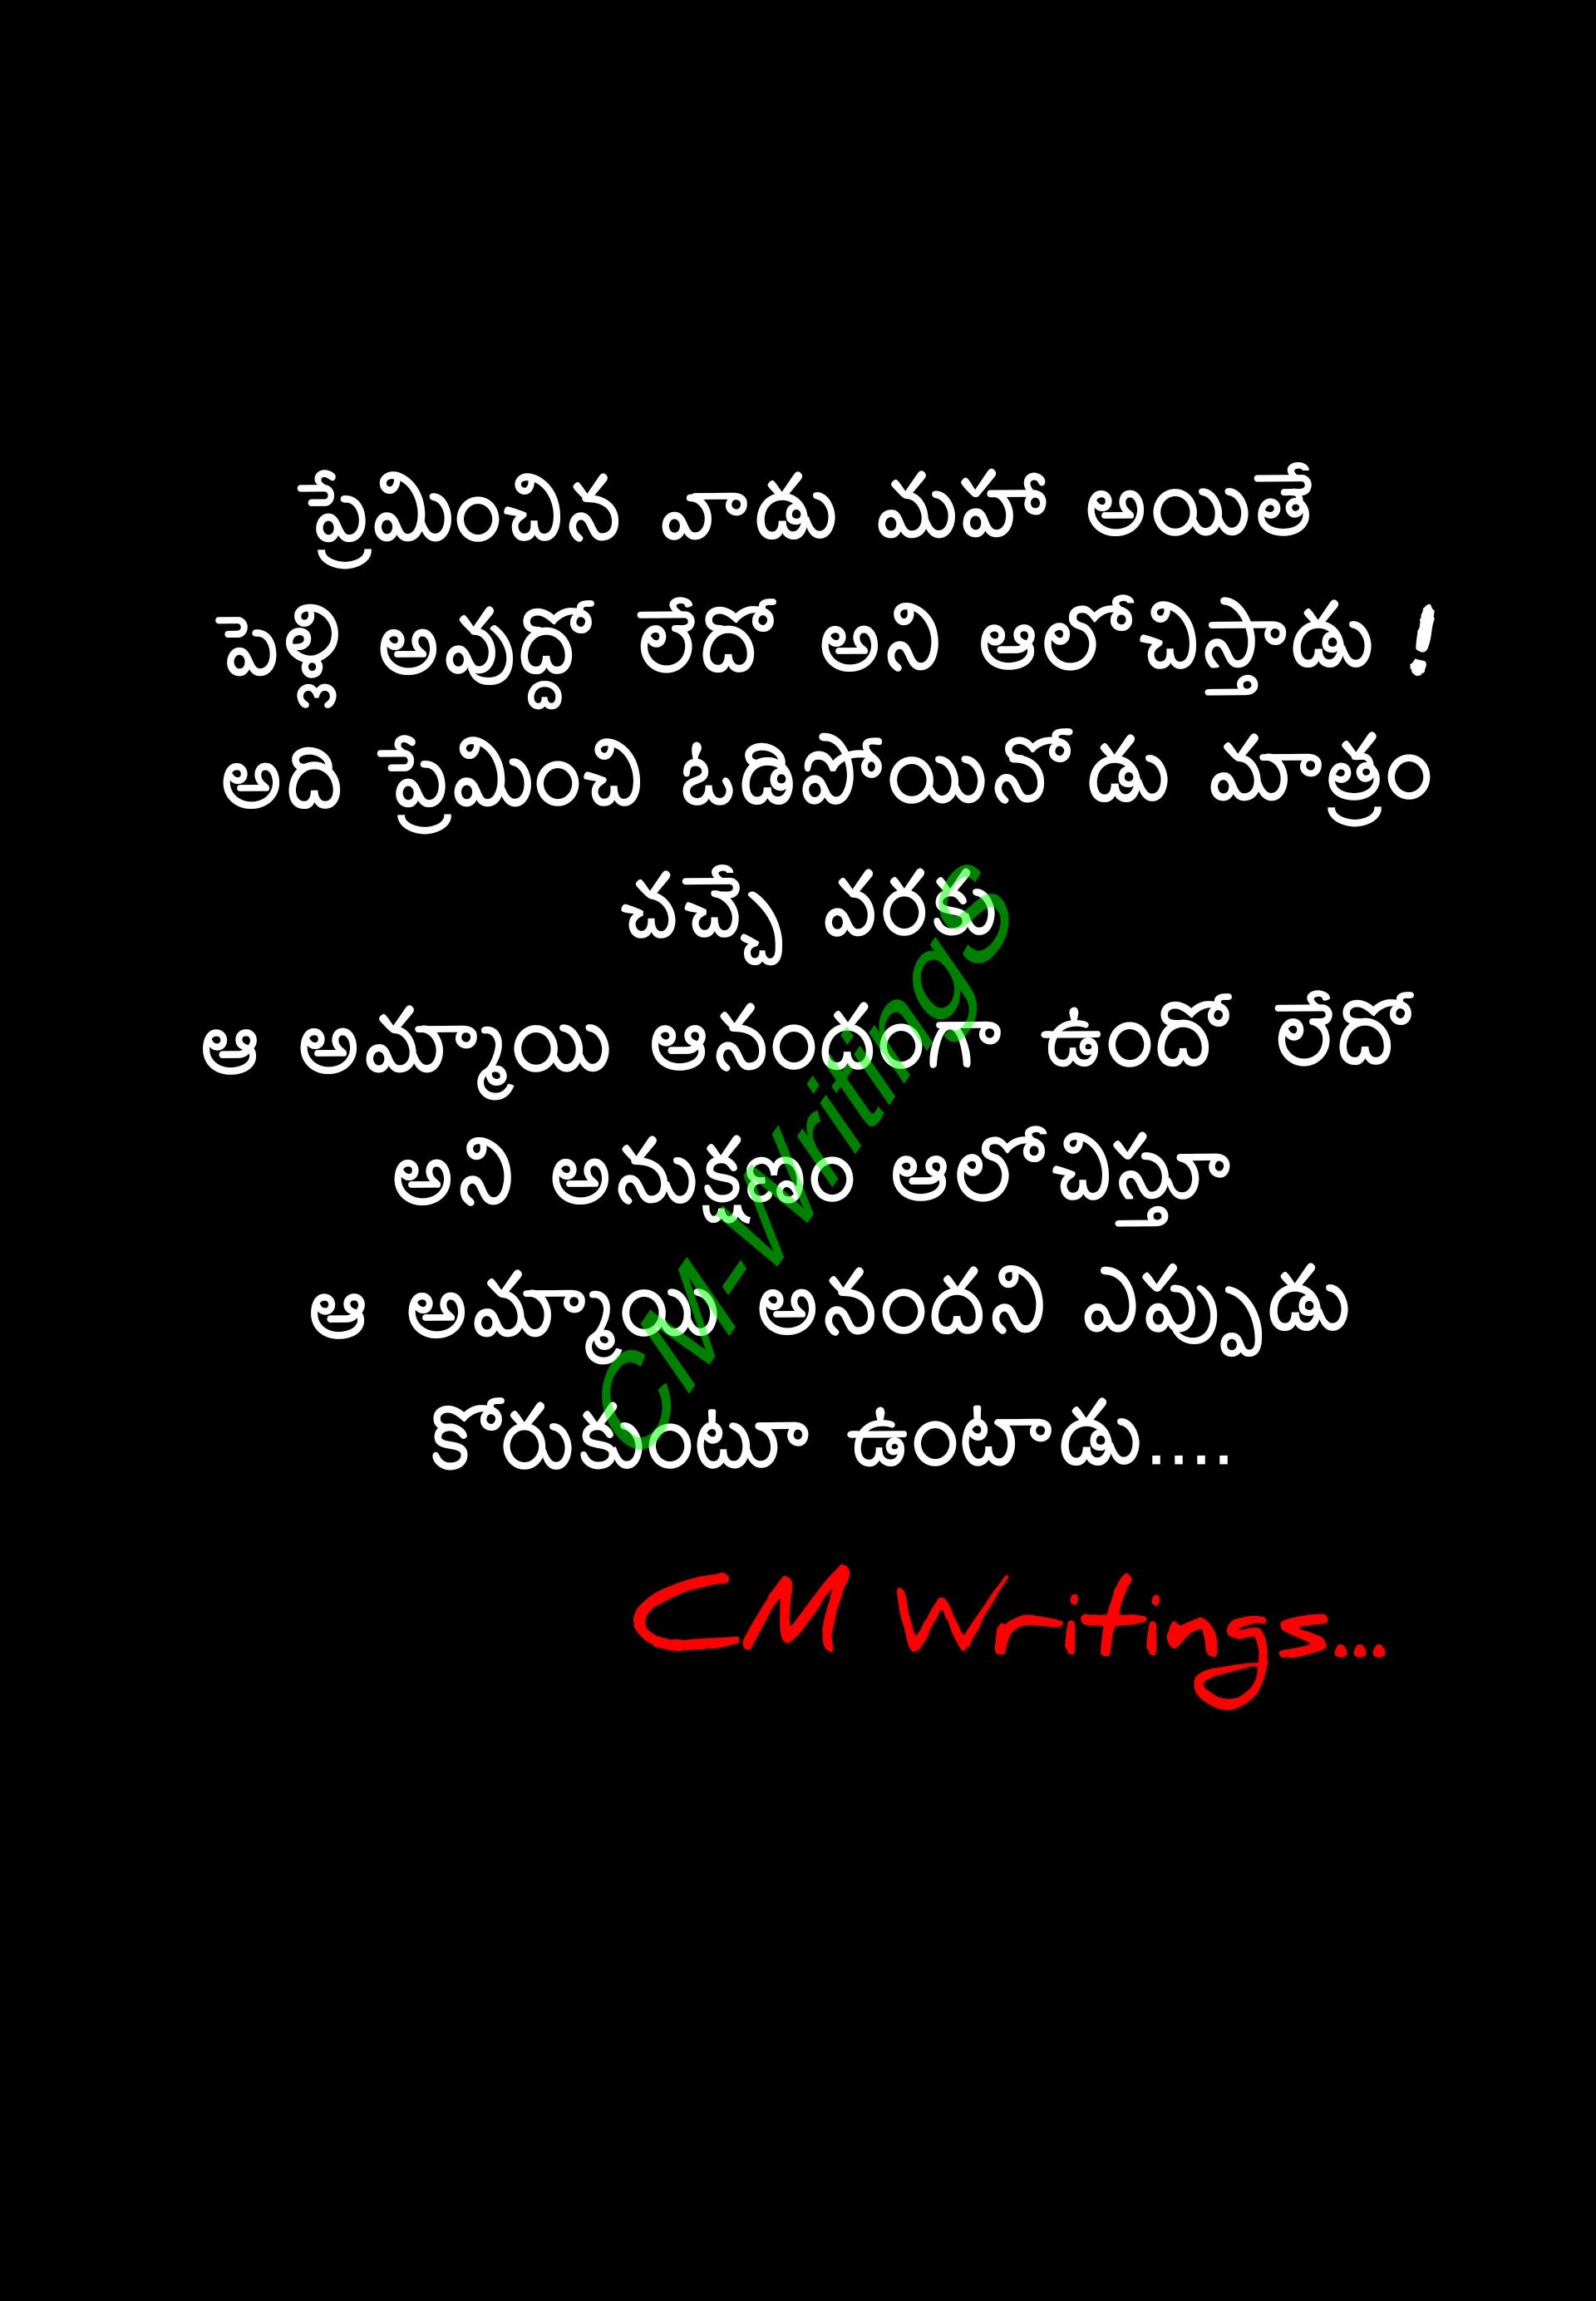 ప్రేమించిన వాడు మహా అయితే
పెళ్లి అవుద్దో లేదో అని ఆలోచిస్తాడు !
అది ప్రేమించి ఓడిపోయినోడు మాత్రం
చచ్చే వరకు
ఆ అమ్మాయి ఆనందంగా ఉందో లేదో
అని అనుక్షణం ఆలోచిస్తూ
ఆ అమ్మాయి ఆనందని ఎప్పుడు
కోరుకుంటూ ఉంటాడు....
CM-Writings
CM Writings...